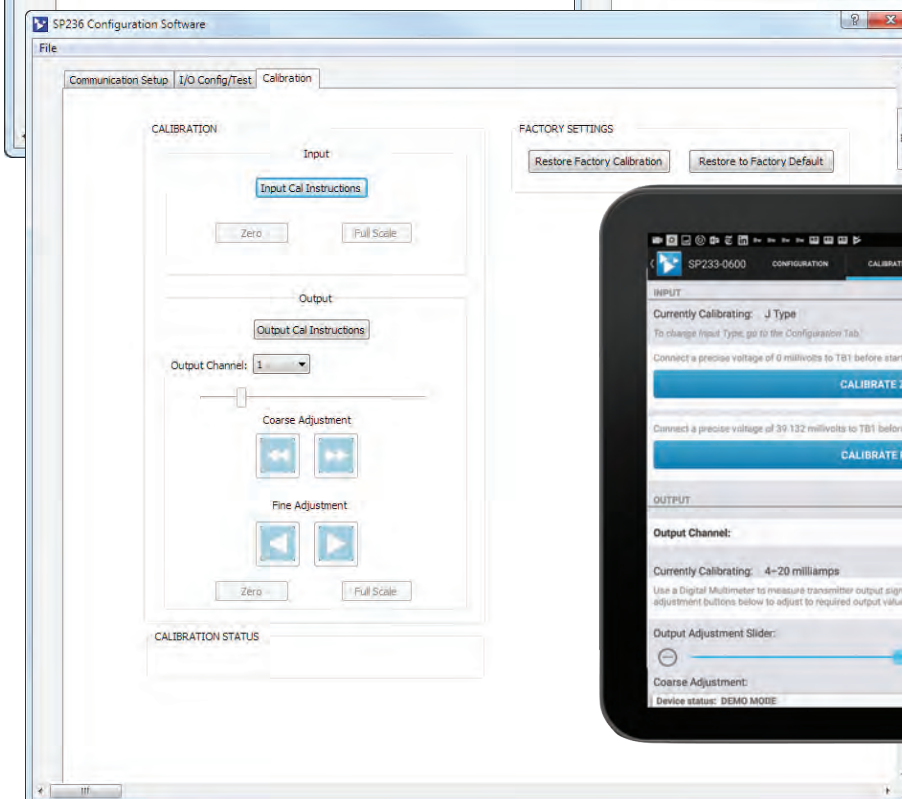 SP236 Configuration Software
File
Communication Setup I/O Config/Test Calibration
CALIBRATION
Input
Input Cal Instructions
Zero Full Scale
Output
Output Cal Instructions
Output Channel: 1
Coarse Adjustment
Fine Adjustment
Zero Full Scale
CALIBRATION STATUS
FACTORY SETTINGS
Restore Factory Calibration Restore to Factory Default
SP233-0600 CONFIGURATION CALIBRAT
INPUT
Currently Calibrating: J Type
To change Input Type, go to the Configuration Tab
Connect a precise voltage of 0 millivolts to TB1 before star
CALIBRATE
Connect a precise voltage of 39.132 millivolts to TB1 before
CALIBRATE
OUTPUT
Output Channel:
Currently Calibrating: 4-20 milliamps
Use a Digital Multimeter to measure transmitter output sign
adjustment buttons below to adjust to required output value
Output Adjustment Slider:
Coarse Adjustment:
Device status: DEMO MODE